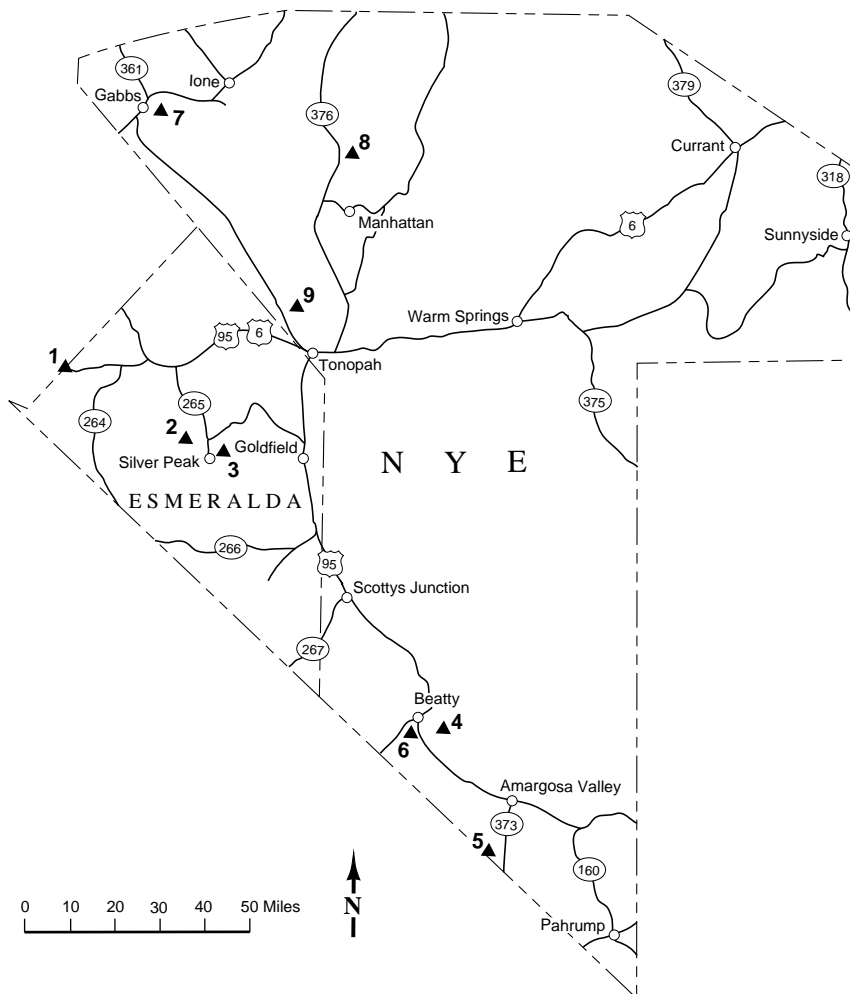 361
Ione
379
Gabbs
7
376
8
Currant
318
Manhattan
6
Sunnyside
9
Warm Springs
95
6
1
Tonopah
265
375
264
2
Goldfield
N Y E
Silver Peak
3
ESMERALDA
266
95
Scottys Junction
267
Beatty
4
6
Amargosa Valley
373
5
160
0 10 20 30 40 50 Miles
N
Pahrump